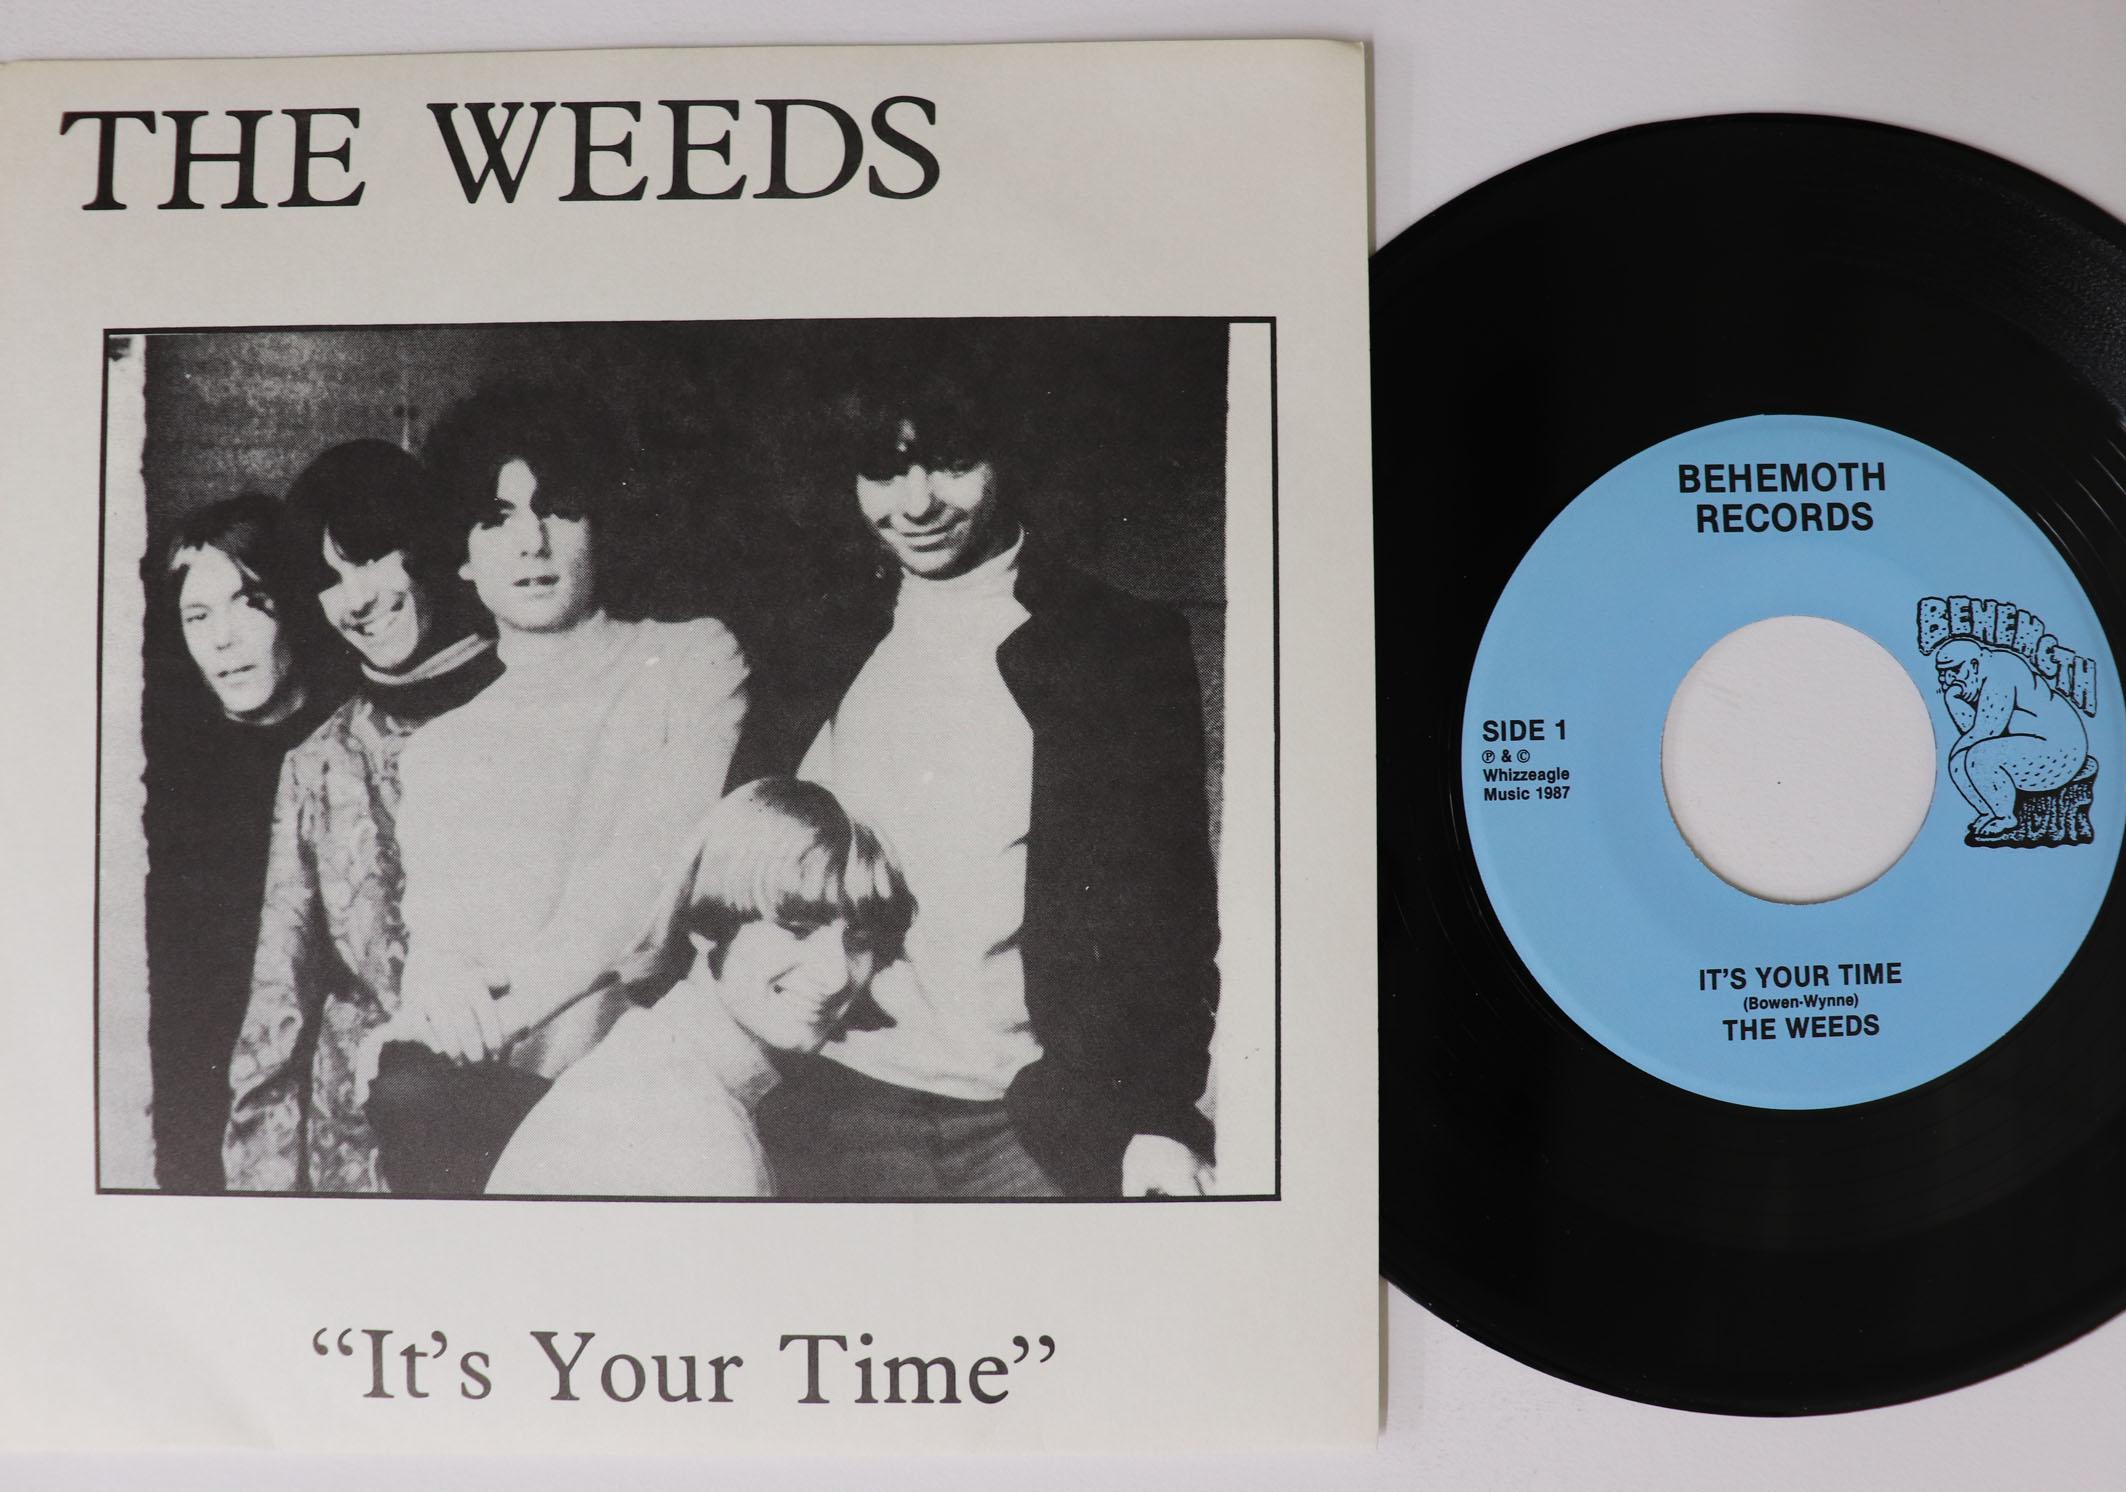 THE WEEDS
“It’s Your Time”
BEHEMOTH
RECORDS
BEHEMOTH
SIDE 1
℗ & ©
Whizzeagle
Music 1987
IT'S YOUR TIME
(Bowen-Wynne)
THE WEEDS